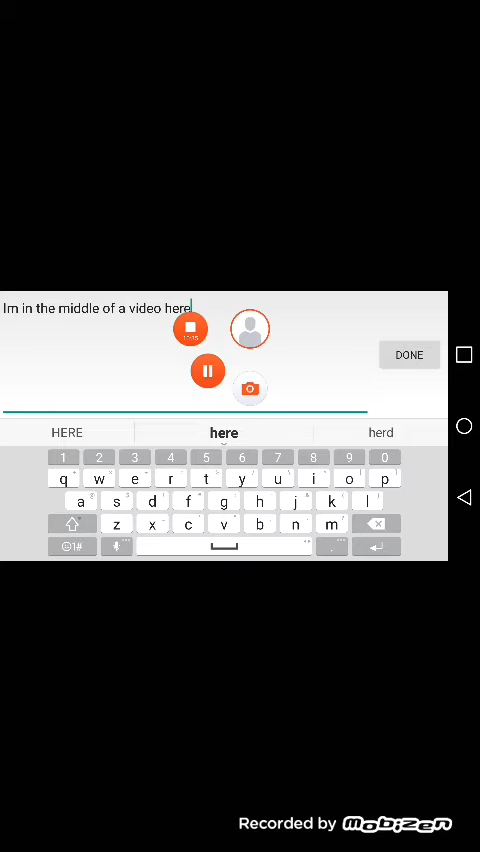 Im in the middle of a video here
DONE
HERE here herd
1 2 3 4 5 6 7 8 9 0
q w e r t y u i o p
a s d f g h j k l
z x c v b n m
1#
Recorded by Mobizen